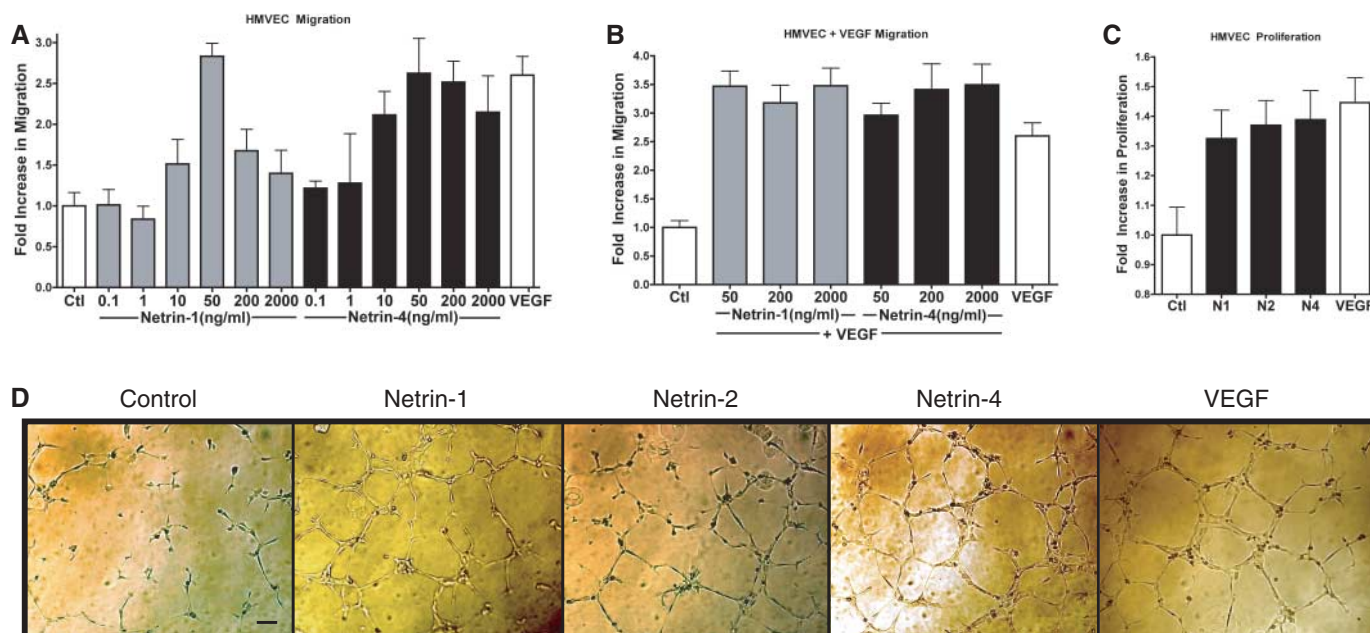 A
HMVEC Migration
Fold Increase in Migration
3.0
2.5
2.0
1.5
1.0
0.5
0.0
Ctl 0.1 1 10 50 200 2000 0.1 1 10 50 200 2000 VEGF
Netrin-1(ng/ml) Netrin-4(ng/ml)
B
HMVEC + VEGF Migration
Fold Increase in Migration
4.0
3.5
3.0
2.5
2.0
1.5
1.0
0.5
0.0
Ctl 50 200 2000 50 200 2000 VEGF
Netrin-1(ng/ml) Netrin-4(ng/ml)
+ VEGF
C
HMVEC Proliferation
Fold Increase in Proliferation
1.6
1.5
1.4
1.3
1.2
1.1
1.0
0.9
0.8
Ctl N1 N2 N4 VEGF
D
Control Netrin-1 Netrin-2 Netrin-4 VEGF